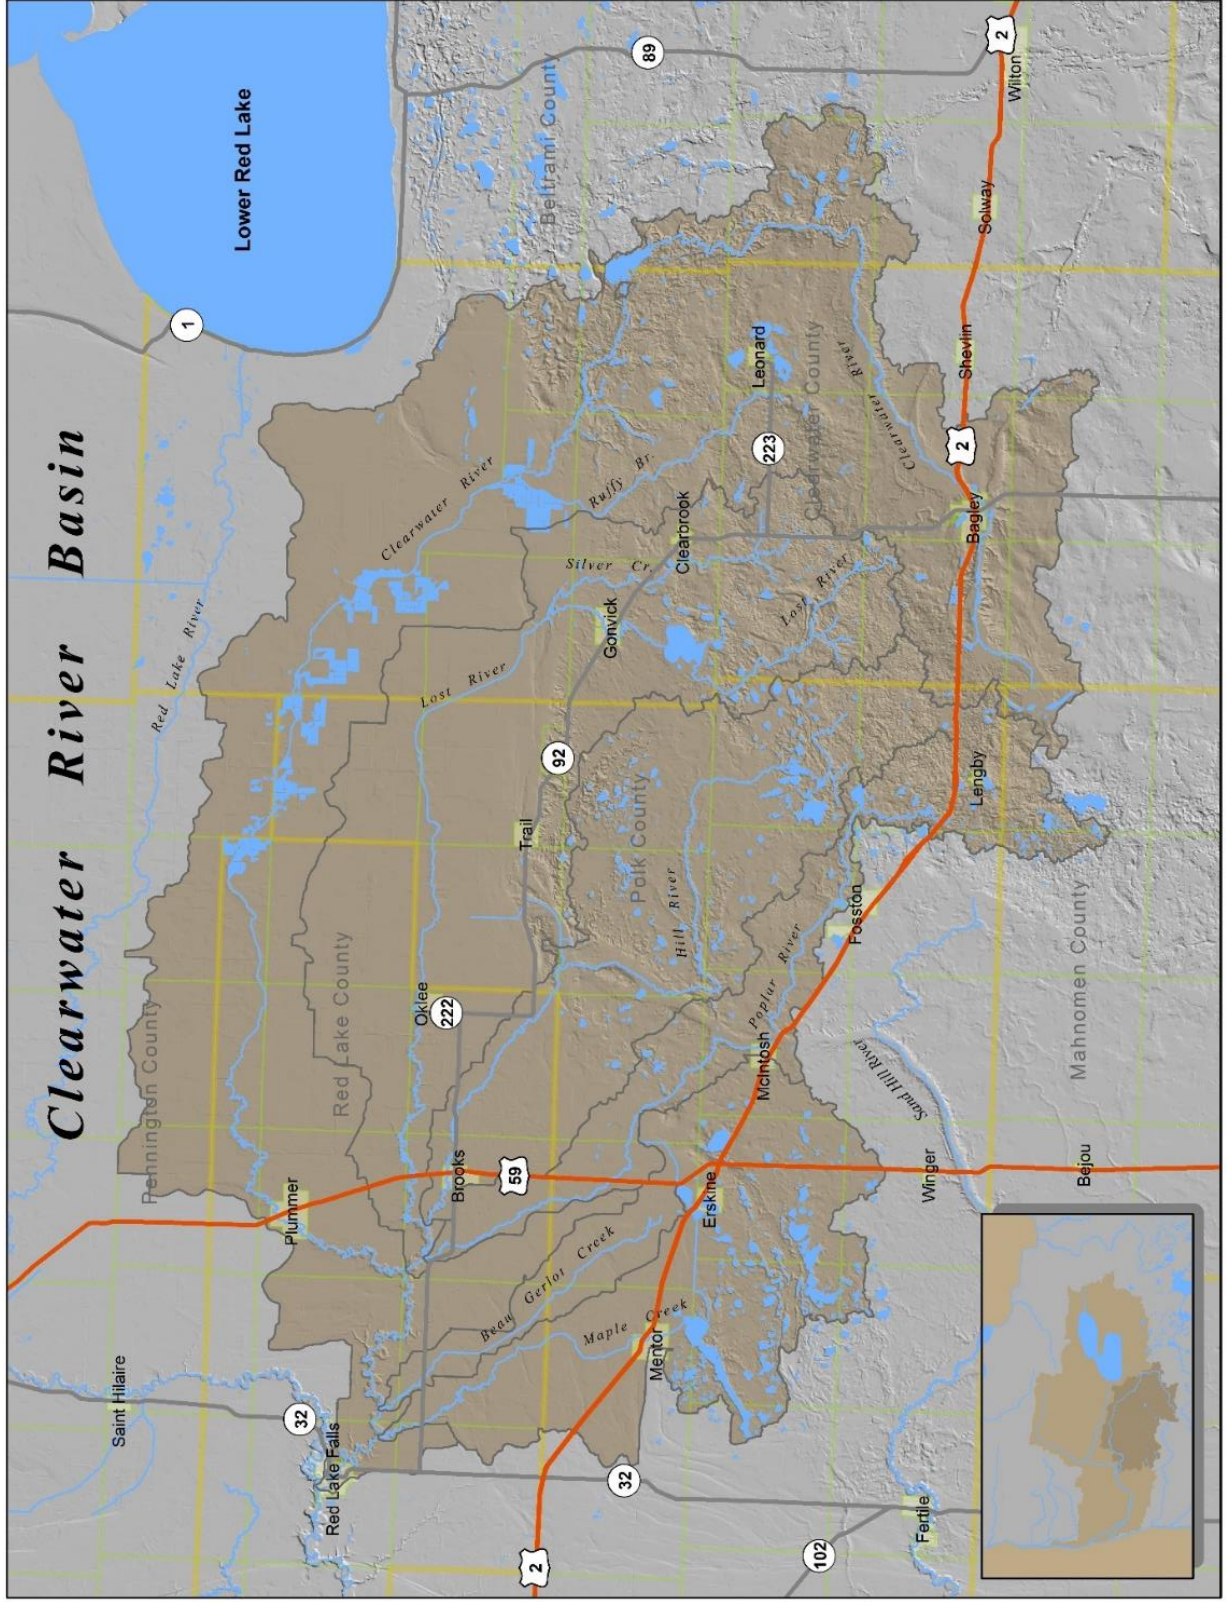 Clearwater River Basin
Lower Red Lake
1
89
2
Wilton
Beltrami County
Solway
Red Lake River
Pennington County
Clearwater River
Leonard
Shevlin
223
2
Clearwater County
Clearwater River
Ruffy Br.
Clearbrook
Bagley
Silver Cr.
Gonvick
Lost River
Lost River
92
Trail
Polk County
Lengby
Hill River
Red Lake County
Oklee
222
Poplar River
Fosston
McIntosh
Sand Hill River
Mahnomen County
Plummer
Brooks
59
Erskine
Winger
Bejou
Beau Gerlot Creek
Maple Creek
Mentor
Saint Hilaire
32
Red Lake Falls
32
2
102
Fertile